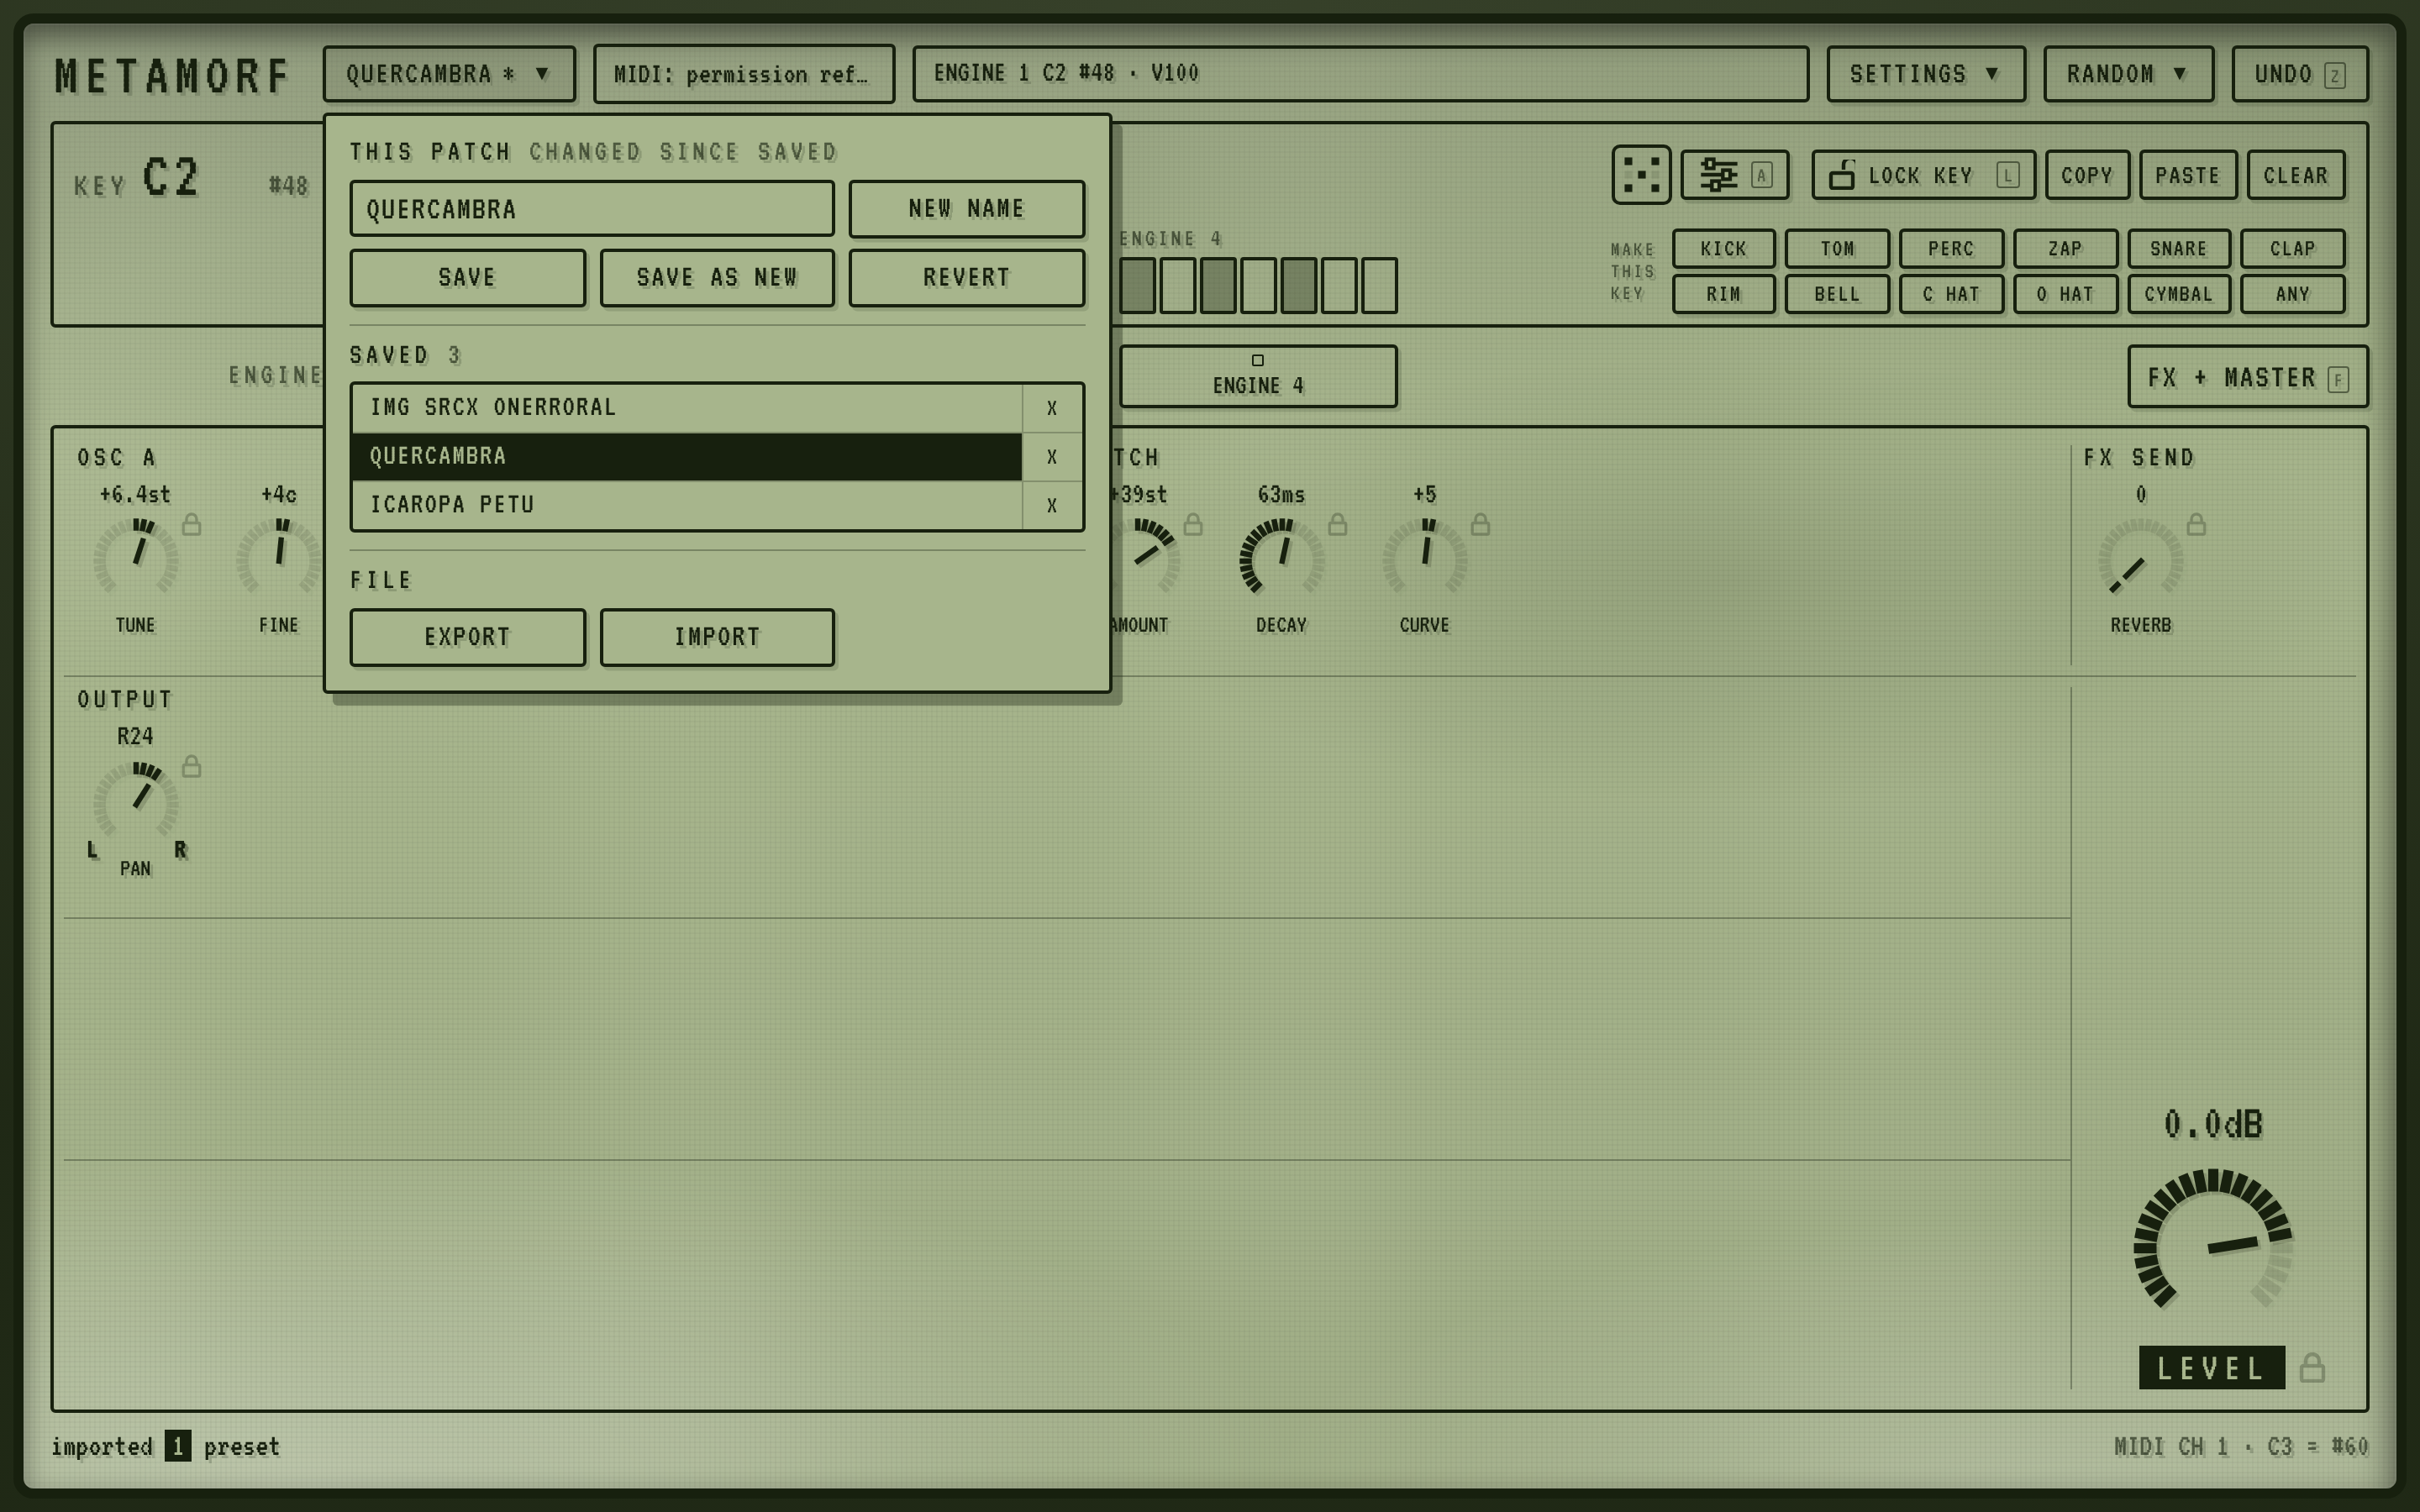 METAMORF
QUERCAMBRA * ▼
MIDI: permission ref…
ENGINE 1 C2 #48 · V100
SETTINGS ▼
RANDOM ▼
UNDO Z
KEY C2 #48
THIS PATCH CHANGED SINCE SAVED
QUERCAMBRA
NEW NAME
SAVE
SAVE AS NEW
REVERT
SAVED 3
IMG SRCX ONERRORAL X
QUERCAMBRA X
ICAROPA PETU X
FILE
EXPORT
IMPORT
A
LOCK KEY L
COPY
PASTE
CLEAR
ENGINE 4
MAKE
THIS
KEY
KICK
TOM
PERC
ZAP
SNARE
CLAP
RIM
BELL
C HAT
O HAT
CYMBAL
ANY
ENGINE
ENGINE 4
FX + MASTER F
OSC A
+6.4st
TUNE
+4c
FINE
TCH
+39st
AMOUNT
63ms
DECAY
+5
CURVE
FX SEND
0
REVERB
OUTPUT
R24
L R
PAN
0.0dB
LEVEL
imported 1 preset
MIDI CH 1 · C3 = #60